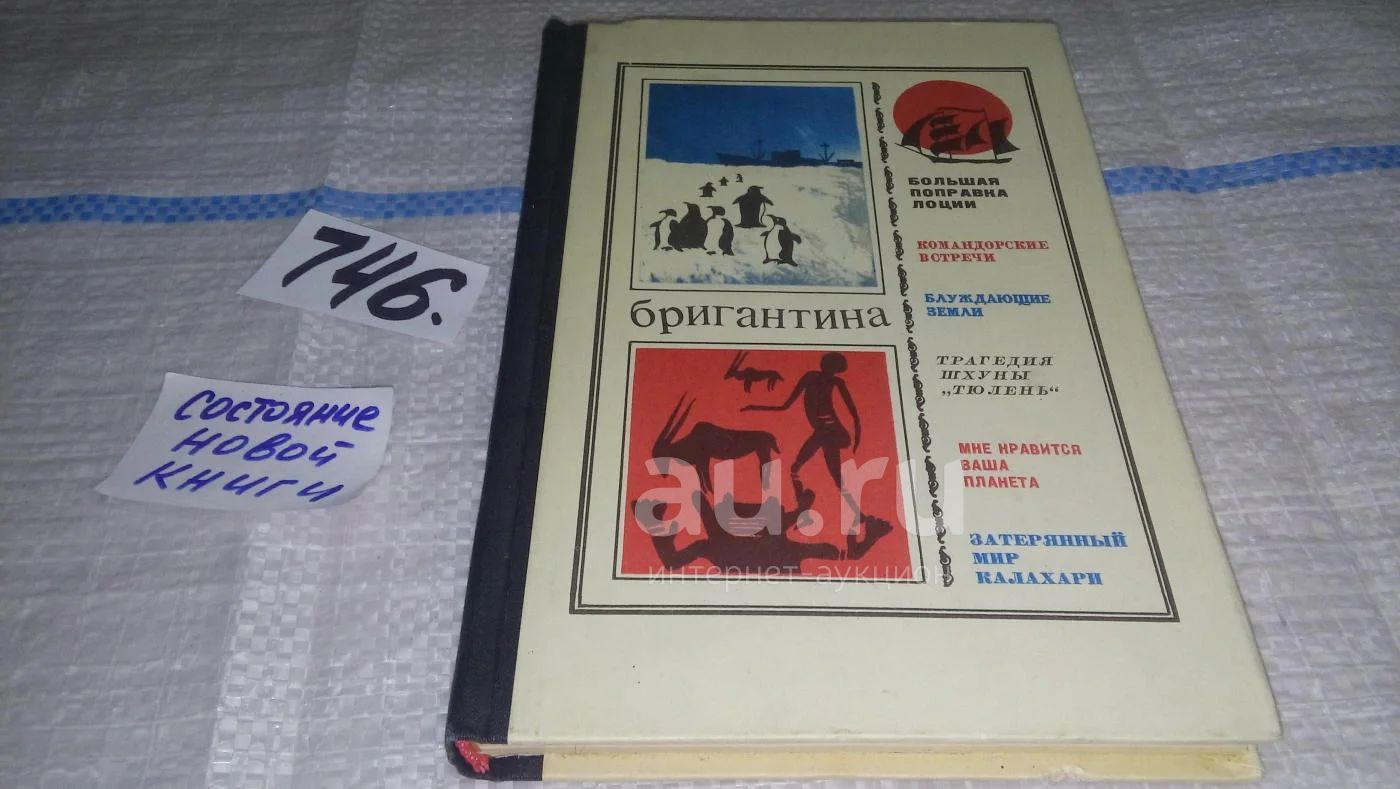 746.
состояние
новой
книги
БОЛЬШАЯ
ПОПРАВКА
ЛОЦИИ
КОМАНДОРСКИЕ
ВСТРЕЧИ
БЛУЖДАЮЩИЕ
ЗЕМЛИ
бригантина
ТРАГЕДИЯ
ШХУНЫ
„ТЮЛЕНЬ“
МНЕ НРАВИТСЯ
ВАША
ПЛАНЕТА
ЗАТЕРЯННЫЙ
МИР
КАЛАХАРИ
au.ru
интернет-аукцион